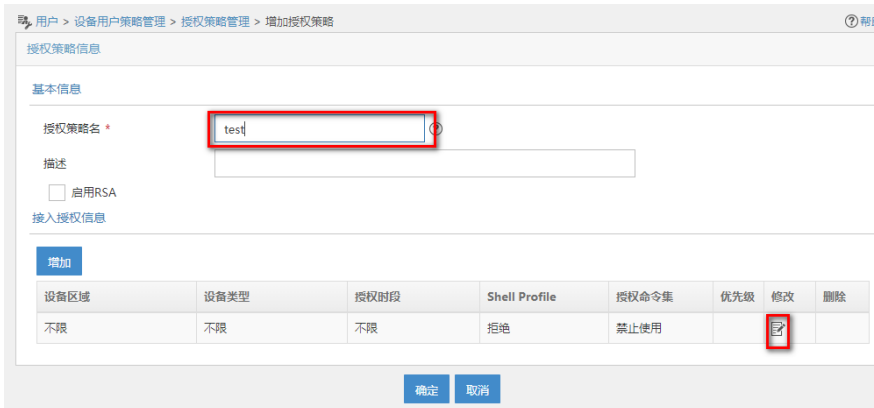 用户 > 设备用户策略管理 > 授权策略管理 > 增加授权策略 帮
授权策略信息
基本信息
授权策略名 * test
描述
启用RSA
接入授权信息
增加
设备区域 设备类型 授权时段 Shell Profile 授权命令集 优先级 修改 删除
不限 不限 不限 拒绝 禁止使用
确定 取消